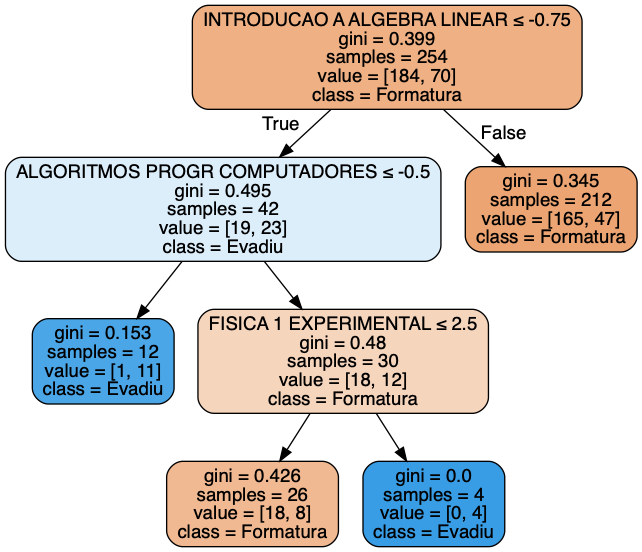 INTRODUCAO A ALGEBRA LINEAR ≤ -0.75
gini = 0.399
samples = 254
value = [184, 70]
class = Formatura
True
False
ALGORITMOS PROGR COMPUTADORES ≤ -0.5
gini = 0.495
samples = 42
value = [19, 23]
class = Evadiu
gini = 0.345
samples = 212
value = [165, 47]
class = Formatura
gini = 0.153
samples = 12
value = [1, 11]
class = Evadiu
FISICA 1 EXPERIMENTAL ≤ 2.5
gini = 0.48
samples = 30
value = [18, 12]
class = Formatura
gini = 0.426
samples = 26
value = [18, 8]
class = Formatura
gini = 0.0
samples = 4
value = [0, 4]
class = Evadiu